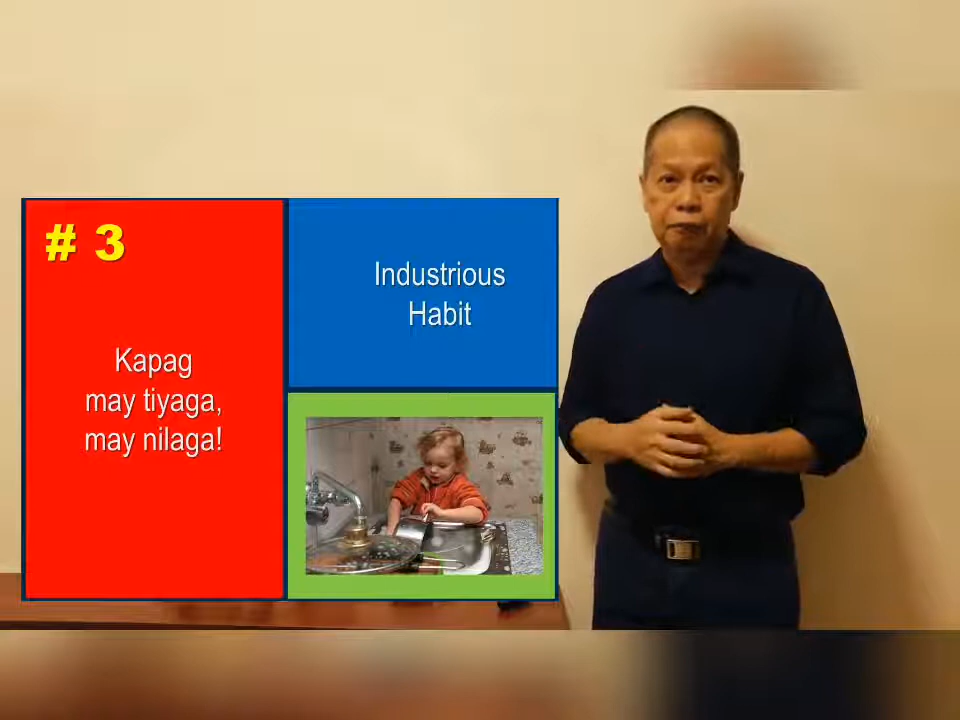 # 3
Kapag
may tiyaga,
may nilaga!
Industrious
Habit